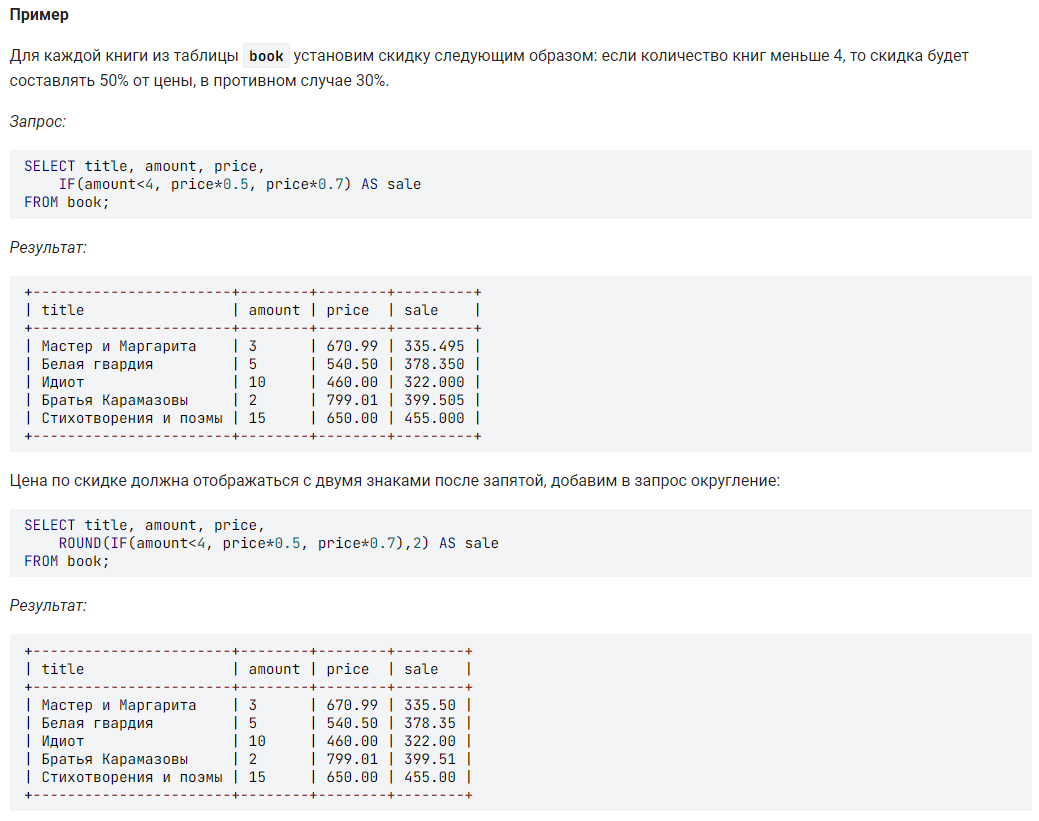 Пример
Для каждой книги из таблицы book установим скидку следующим образом: если количество книг меньше 4, то скидка будет
составлять 50% от цены, в противном случае 30%.
Запрос:
SELECT title, amount, price,
    IF(amount<4, price*0.5, price*0.7) AS sale
FROM book;
Результат:
+-----------------------+--------+--------+---------+
| title                 | amount | price  | sale    |
+-----------------------+--------+--------+---------+
| Мастер и Маргарита    | 3      | 670.99 | 335.495 |
| Белая гвардия         | 5      | 540.50 | 378.350 |
| Идиот                 | 10     | 460.00 | 322.000 |
| Братья Карамазовы     | 2      | 799.01 | 399.505 |
| Стихотворения и поэмы | 15     | 650.00 | 455.000 |
+-----------------------+--------+--------+---------+
Цена по скидке должна отображаться с двумя знаками после запятой, добавим в запрос округление:
SELECT title, amount, price,
    ROUND(IF(amount<4, price*0.5, price*0.7),2) AS sale
FROM book;
Результат:
+-----------------------+--------+--------+--------+
| title                 | amount | price  | sale   |
+-----------------------+--------+--------+--------+
| Мастер и Маргарита    | 3      | 670.99 | 335.50 |
| Белая гвардия         | 5      | 540.50 | 378.35 |
| Идиот                 | 10     | 460.00 | 322.00 |
| Братья Карамазовы     | 2      | 799.01 | 399.51 |
| Стихотворения и поэмы | 15     | 650.00 | 455.00 |
+-----------------------+--------+--------+--------+